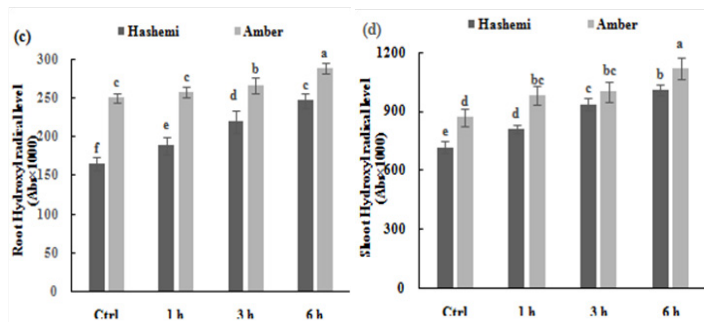 (c)
Hashemi Amber
Root Hydroxyl radical level
(Abs×1000)
300
250
200
150
100
50
0
f c e c d b c a
Ctrl 1 h 3 h 6 h
(d)
Hashemi Amber
Shoot Hydroxyl radical level
(Abs×1000)
1200
900
600
300
0
e d d bc c bc b a
Ctrl 1 h 3 h 6 h